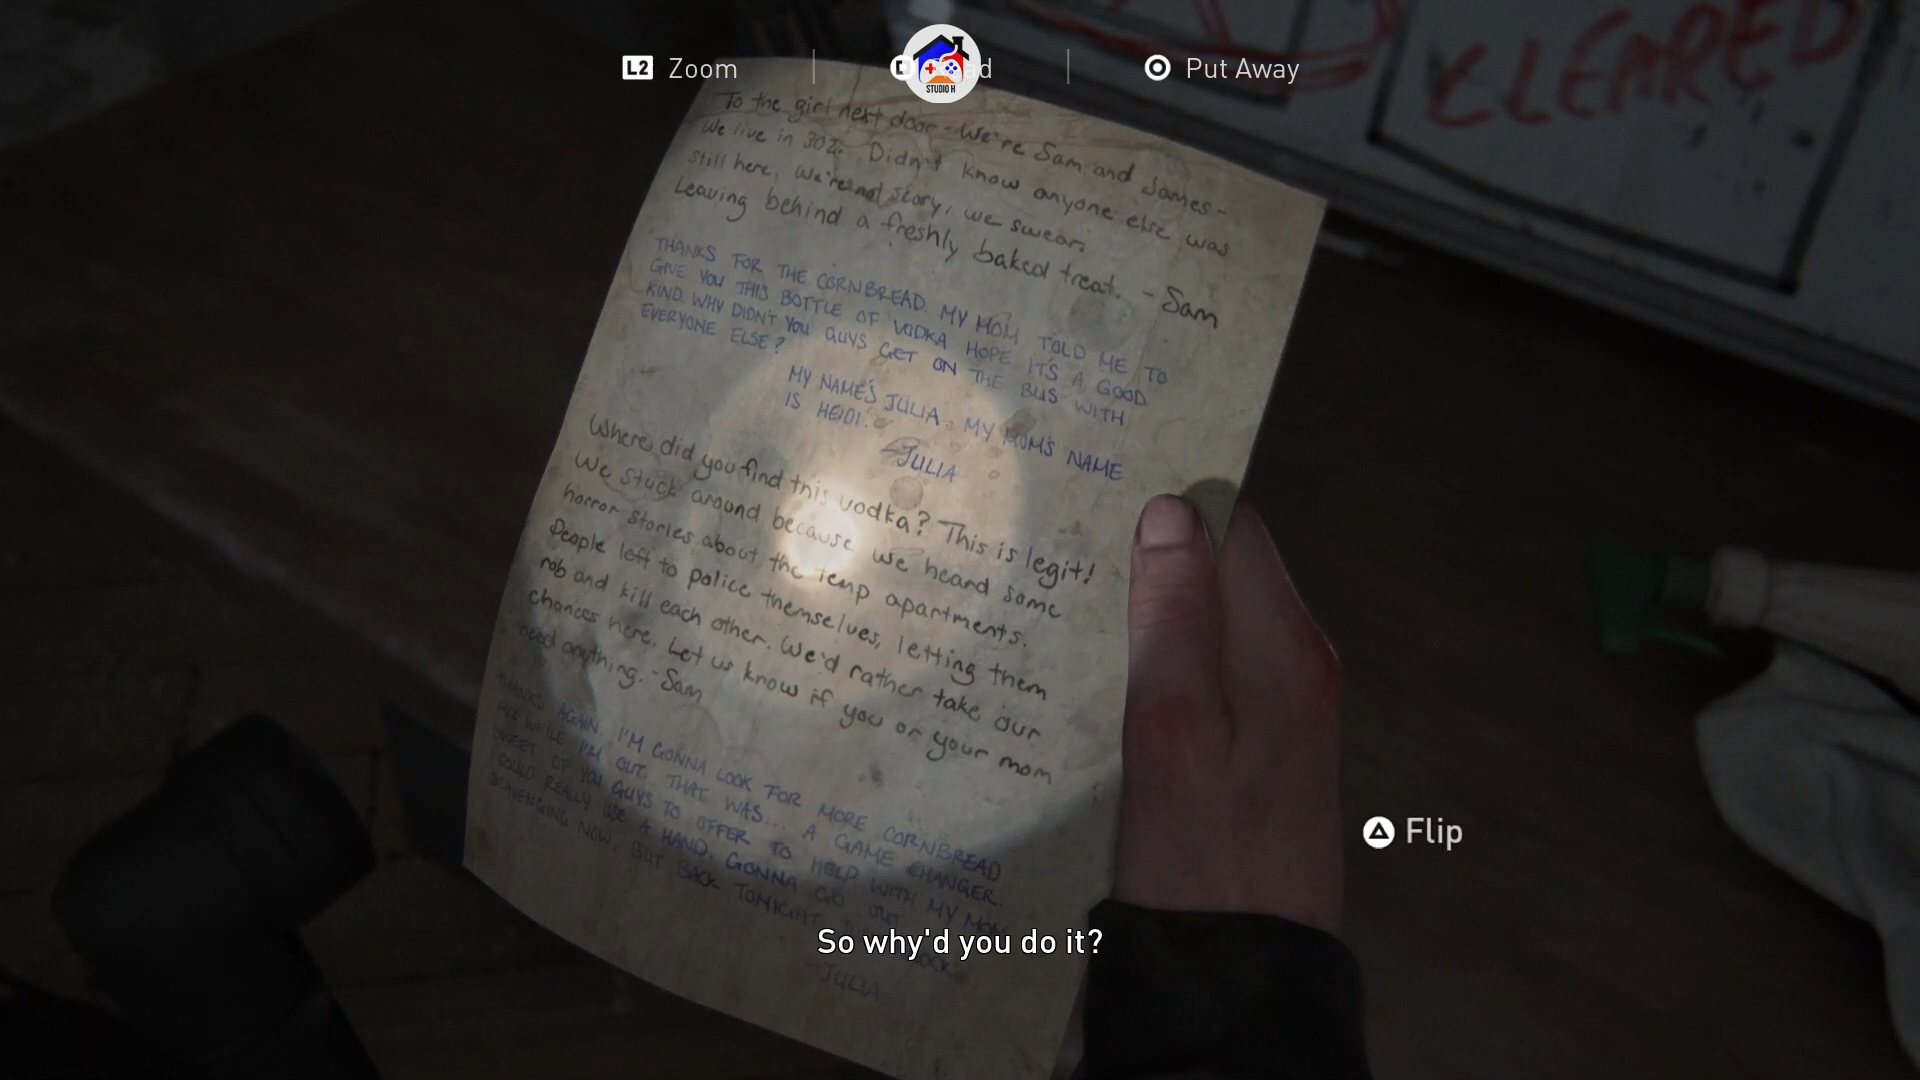 L2 Zoom
ad
Put Away
STUDIO H
CLEARED
To the girl next door - We're Sam and James -
We live in 302. Didn't know anyone else was
still here. We're not scary, we swear.
Leaving behind a freshly baked treat. - Sam
THANKS FOR THE CORNBREAD. MY MOM TOLD ME TO
GIVE YOU THIS BOTTLE OF VODKA HOPE IT'S A GOOD
KIND. WHY DIDN'T YOU GUYS GET ON THE BUS WITH
EVERYONE ELSE?
MY NAME'S JULIA. MY MOM'S NAME
IS HEIDI.
-JULIA
Where did you find this vodka? This is legit!
We stuck around because we heard some
horror stories about the temp apartments.
People left to police themselves, letting them
rob and kill each other. We'd rather take our
chances here. Let us know if you or your mom
need anything. -Sam
THANKS AGAIN. I'M GONNA LOOK FOR MORE CORNBREAD
MIX WHILE I'M OUT. THAT WAS... A GAME CHANGER.
SWEET OF YOU GUYS TO OFFER TO HELP WITH MY MOM
I COULD REALLY USE A HAND. GONNA GO OUT
SCAVENGING NOW, BUT BACK TONIGHT
-JULIA
Flip
So why'd you do it?